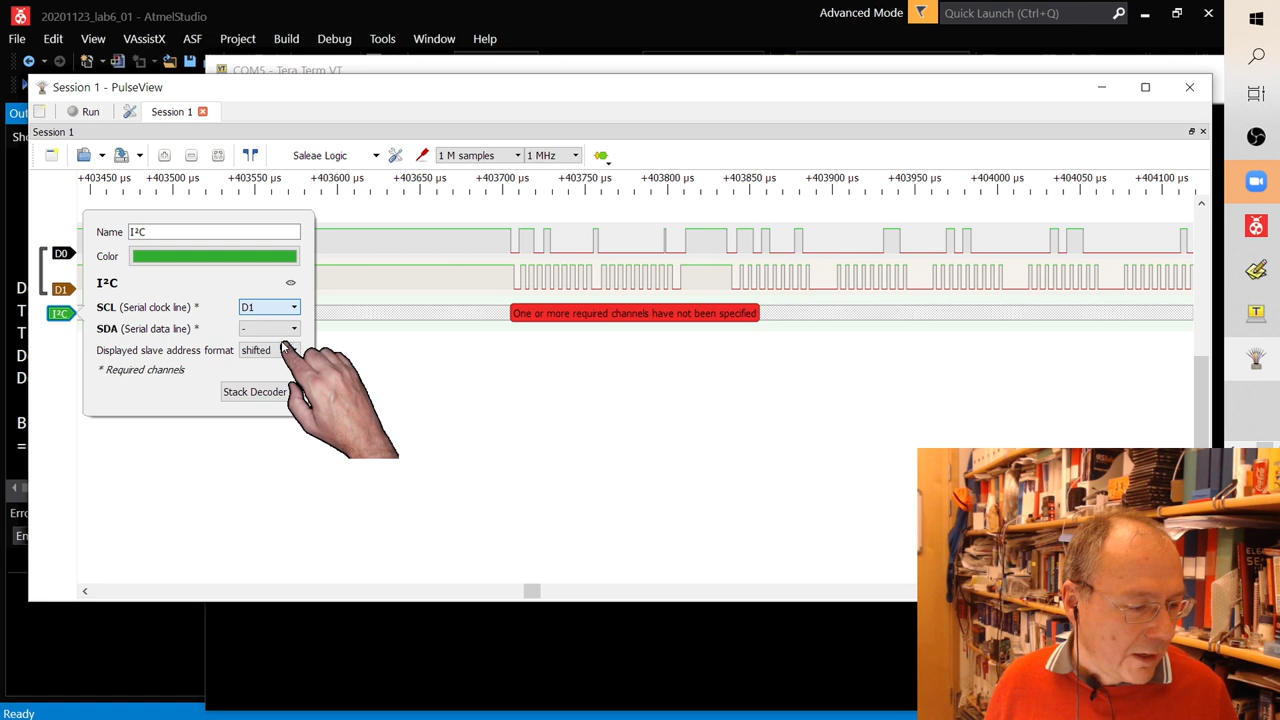 20201123_lab6_01 - AtmelStudio
Advanced Mode
Quick Launch (Ctrl+Q)
File Edit View VAssistX ASF Project Build Debug Tools Window Help
COM5 - Tera Term VT
Session 1 - PulseView
Run
Session 1
Session 1
Saleae Logic
1 M samples
1 MHz
+403450 µs +403500 µs +403550 µs +403600 µs +403650 µs +403700 µs +403750 µs +403800 µs +403850 µs +403900 µs +403950 µs +404000 µs +404050 µs +404100 µs
Name I²C
Color
I²C
SCL (Serial clock line) * D1
SDA (Serial data line) * -
Displayed slave address format shifted
* Required channels
Stack Decoder
D0
D1
I²C
One or more required channels have not been specified
Out
Sho
D
T
T
D
B
=
Erro
En
Ready